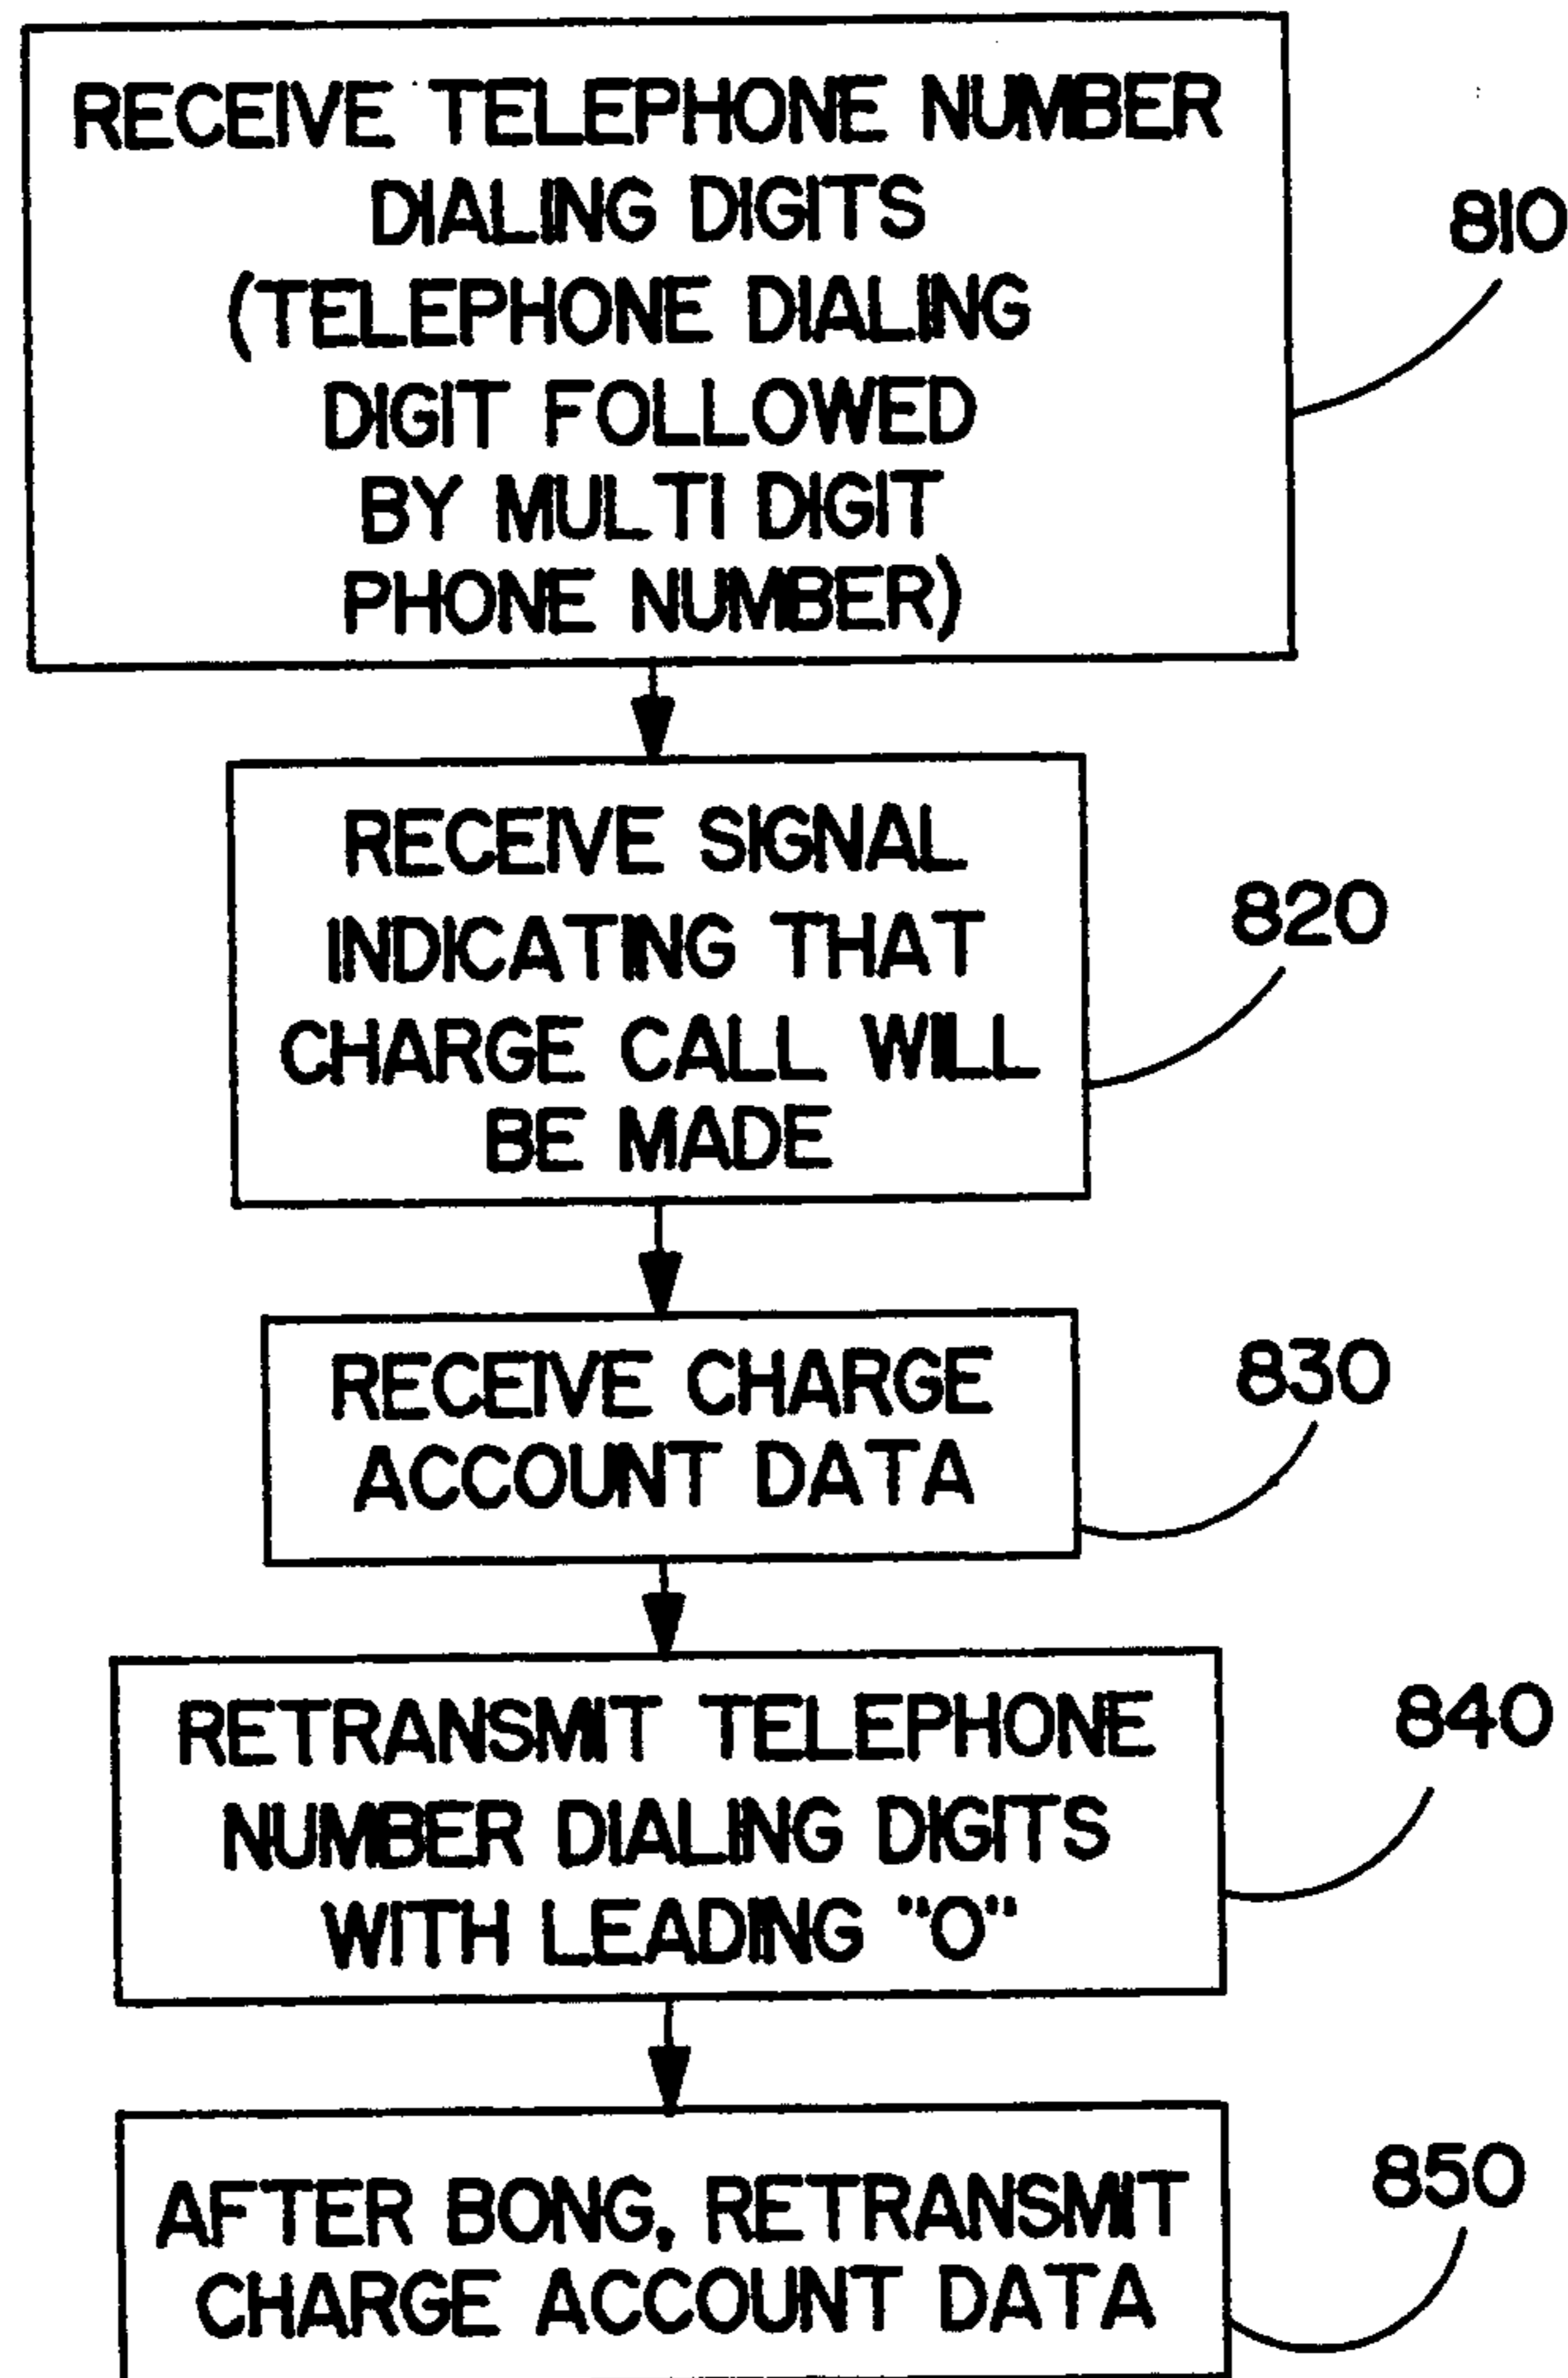 RECEIVE TELEPHONE NUMBER
DIALING DIGITS
(TELEPHONE DIALING
DIGIT FOLLOWED
BY MULTI DIGIT
PHONE NUMBER)
810
RECEIVE SIGNAL
INDICATING THAT
CHARGE CALL WILL
BE MADE
820
RECEIVE CHARGE
ACCOUNT DATA
830
RETRANSMIT TELEPHONE
NUMBER DIALING DIGITS
WITH LEADING "O"
840
AFTER BONG, RETRANSMIT
CHARGE ACCOUNT DATA
850